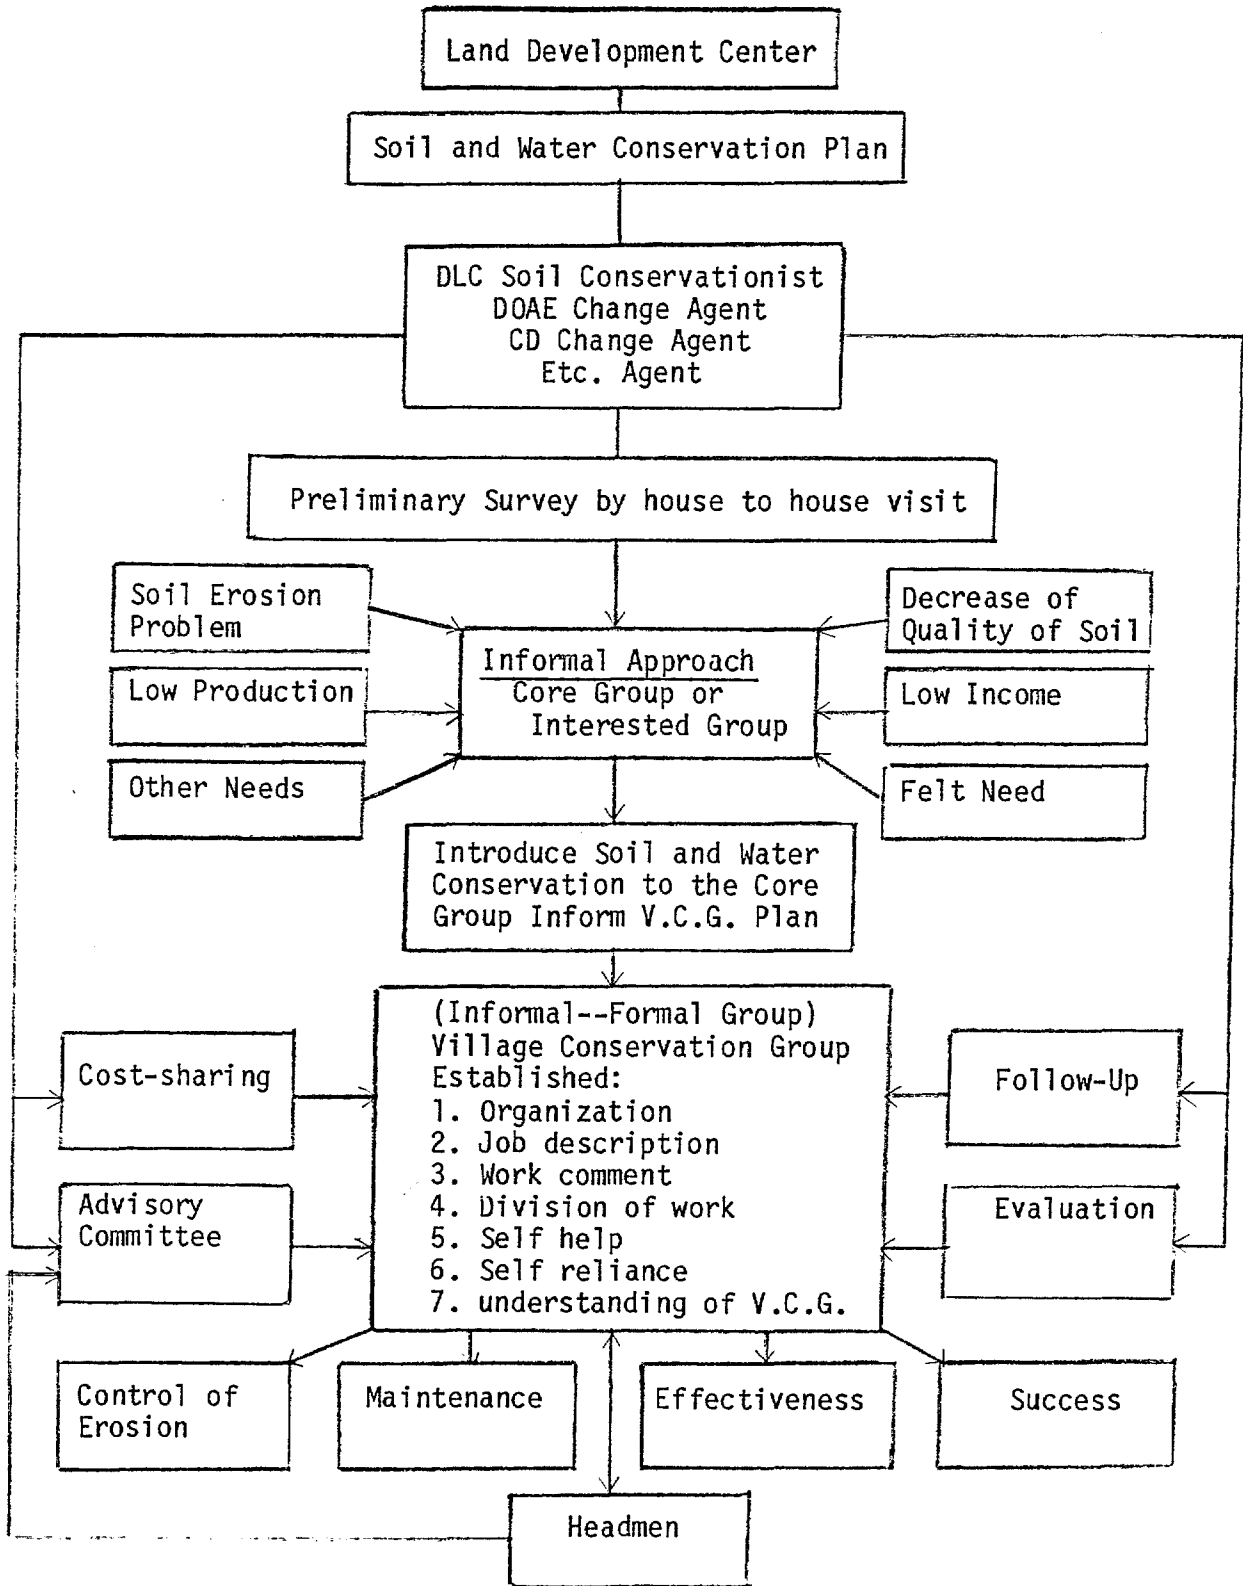 Land Development Center
Soil and Water Conservation Plan
DLC Soil Conservationist
DOAE Change Agent
CD Change Agent
Etc. Agent
Preliminary Survey by house to house visit
Soil Erosion
Problem
Decrease of
Quality of Soil
Informal Approach
Core Group or
Interested Group
Low Production
Low Income
Other Needs
Felt Need
Introduce Soil and Water
Conservation to the Core
Group Inform V.C.G. Plan
(Informal--Formal Group)
Village Conservation Group
Established:
1. Organization
2. Job description
3. Work comment
4. Division of work
5. Self help
6. Self reliance
7. understanding of V.C.G.
Cost-sharing
Follow-Up
Advisory
Committee
Evaluation
Control of
Erosion
Maintenance
Effectiveness
Success
Headmen